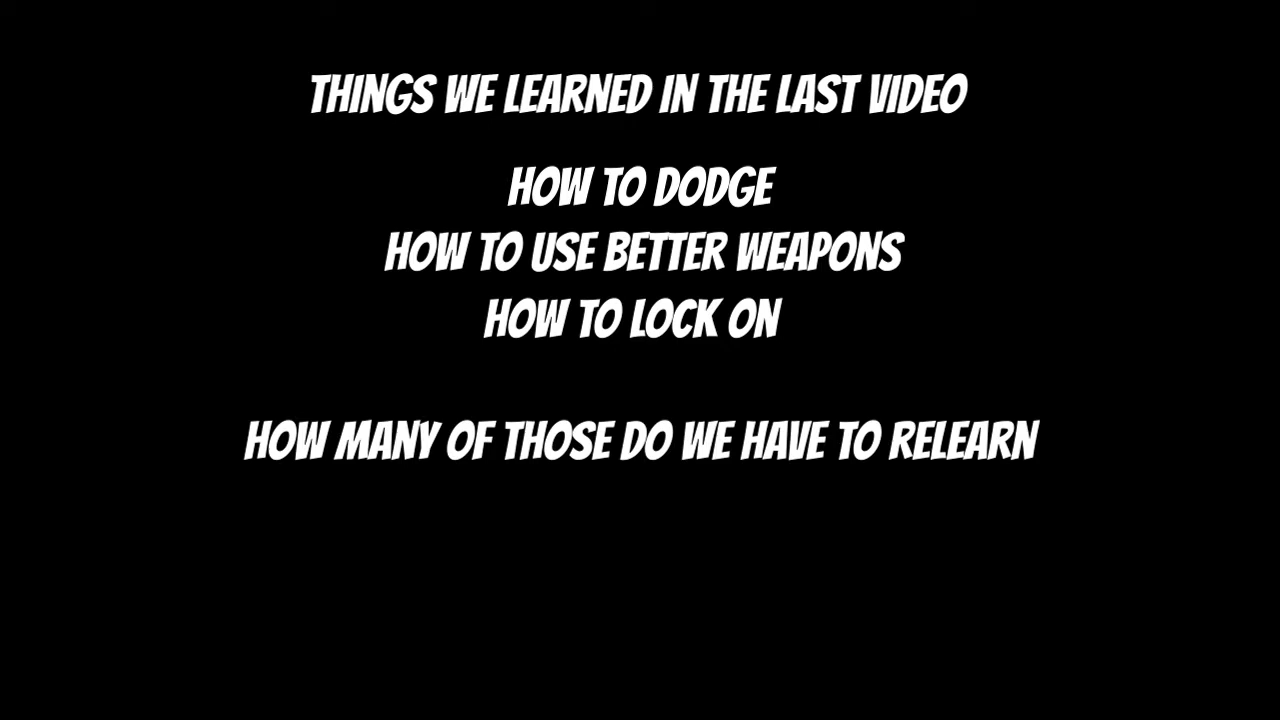 THINGS WE LEARNED IN THE LAST VIDEO
HOW TO DODGE
HOW TO USE BETTER WEAPONS
HOW TO LOCK ON
HOW MANY OF THOSE DO WE HAVE TO RELEARN